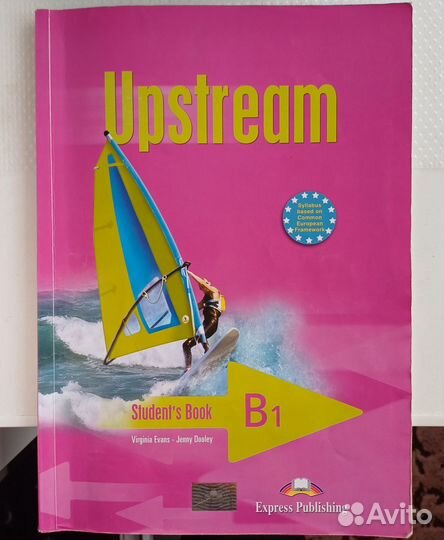 Upstream
Syllabus
based on
Common
European
Framework
Student's Book
B1
Virginia Evans - Jenny Dooley
Express Publishing
Avito